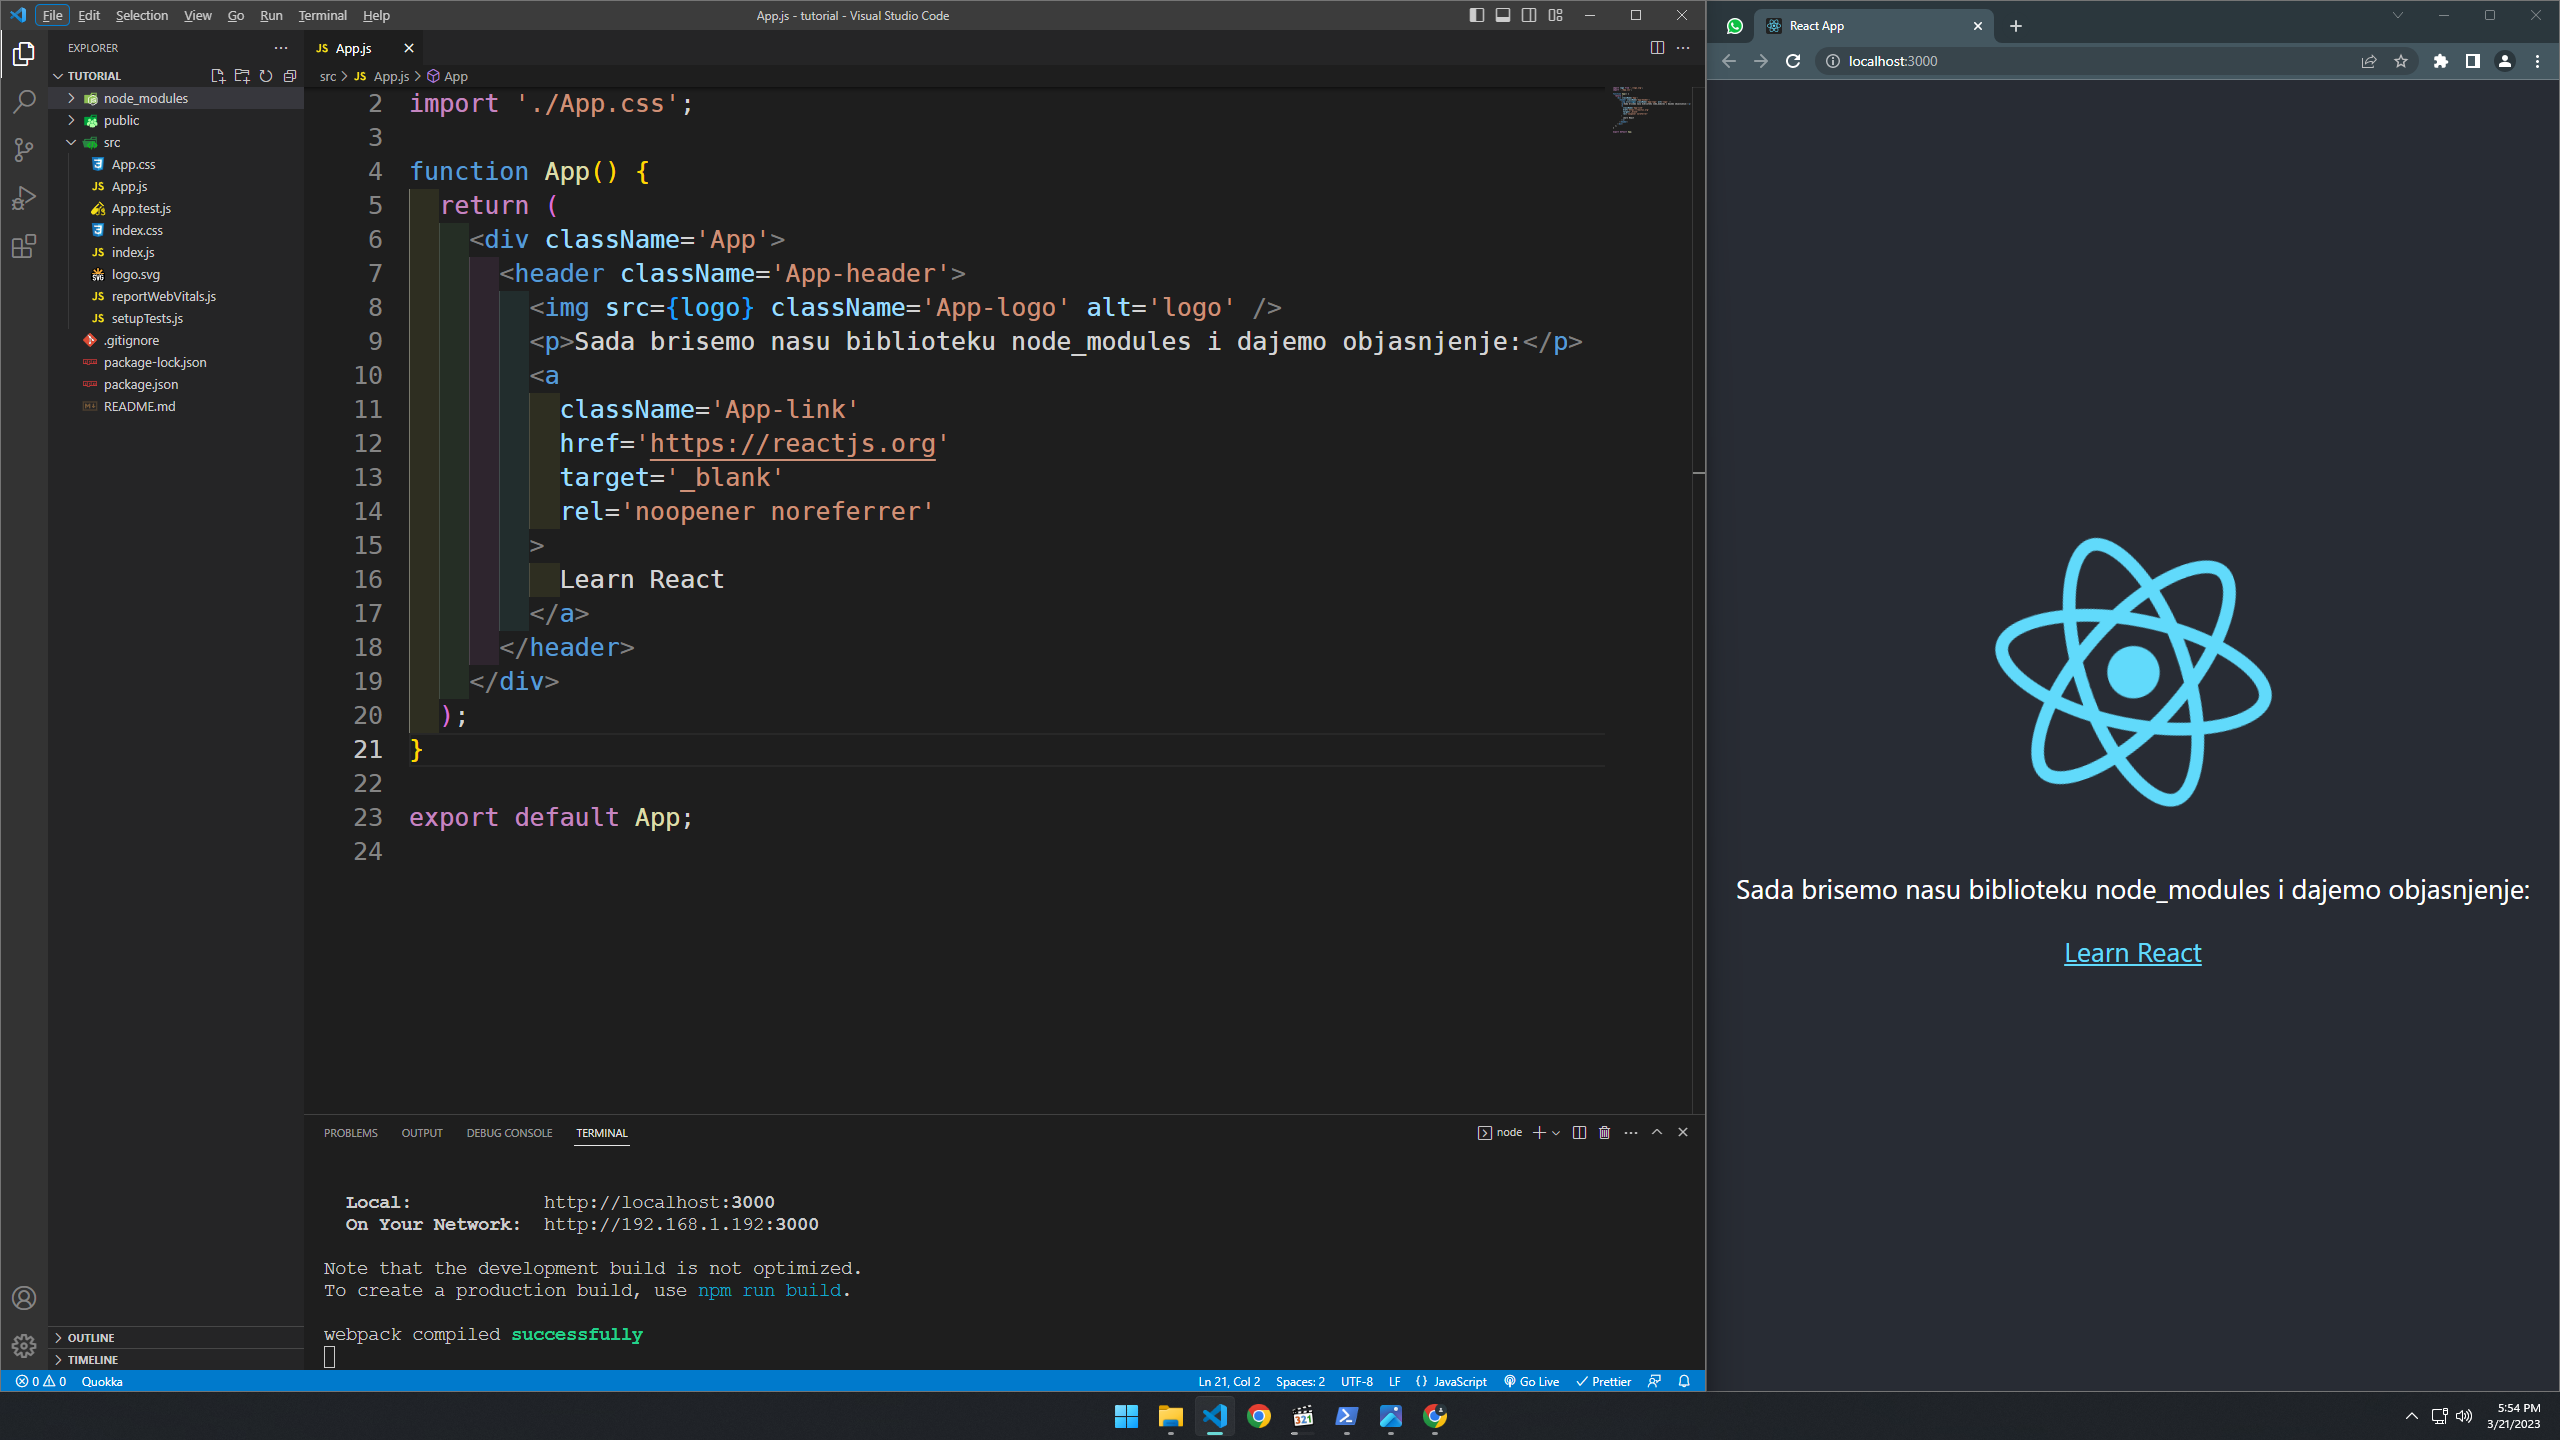 File Edit Selection View Go Run Terminal Help
App.js - tutorial - Visual Studio Code
EXPLORER
TUTORIAL
node_modules
public
src
App.css
App.js
App.test.js
index.css
index.js
logo.svg
reportWebVitals.js
setupTests.js
.gitignore
package-lock.json
package.json
README.md
OUTLINE
TIMELINE
JS App.js
src > JS App.js > App
2 import './App.css';
3
4 function App() {
5 return (
6 <div className='App'>
7 <header className='App-header'>
8 <img src={logo} className='App-logo' alt='logo' />
9 <p>Sada brisemo nasu biblioteku node_modules i dajemo objasnjenje:</p>
10 <a
11 className='App-link'
12 href='https://reactjs.org'
13 target='_blank'
14 rel='noopener noreferrer'
15 >
16 Learn React
17 </a>
18 </header>
19 </div>
20 );
21 }
22
23 export default App;
24
PROBLEMS OUTPUT DEBUG CONSOLE TERMINAL
node
Local: http://localhost:3000
On Your Network: http://192.168.1.192:3000
Note that the development build is not optimized.
To create a production build, use npm run build.
webpack compiled successfully
0 0 Quokka
Ln 21, Col 2 Spaces: 2 UTF-8 LF {} JavaScript Go Live Prettier
React App
localhost:3000
Sada brisemo nasu biblioteku node_modules i dajemo objasnjenje:
Learn React
5:54 PM
3/21/2023